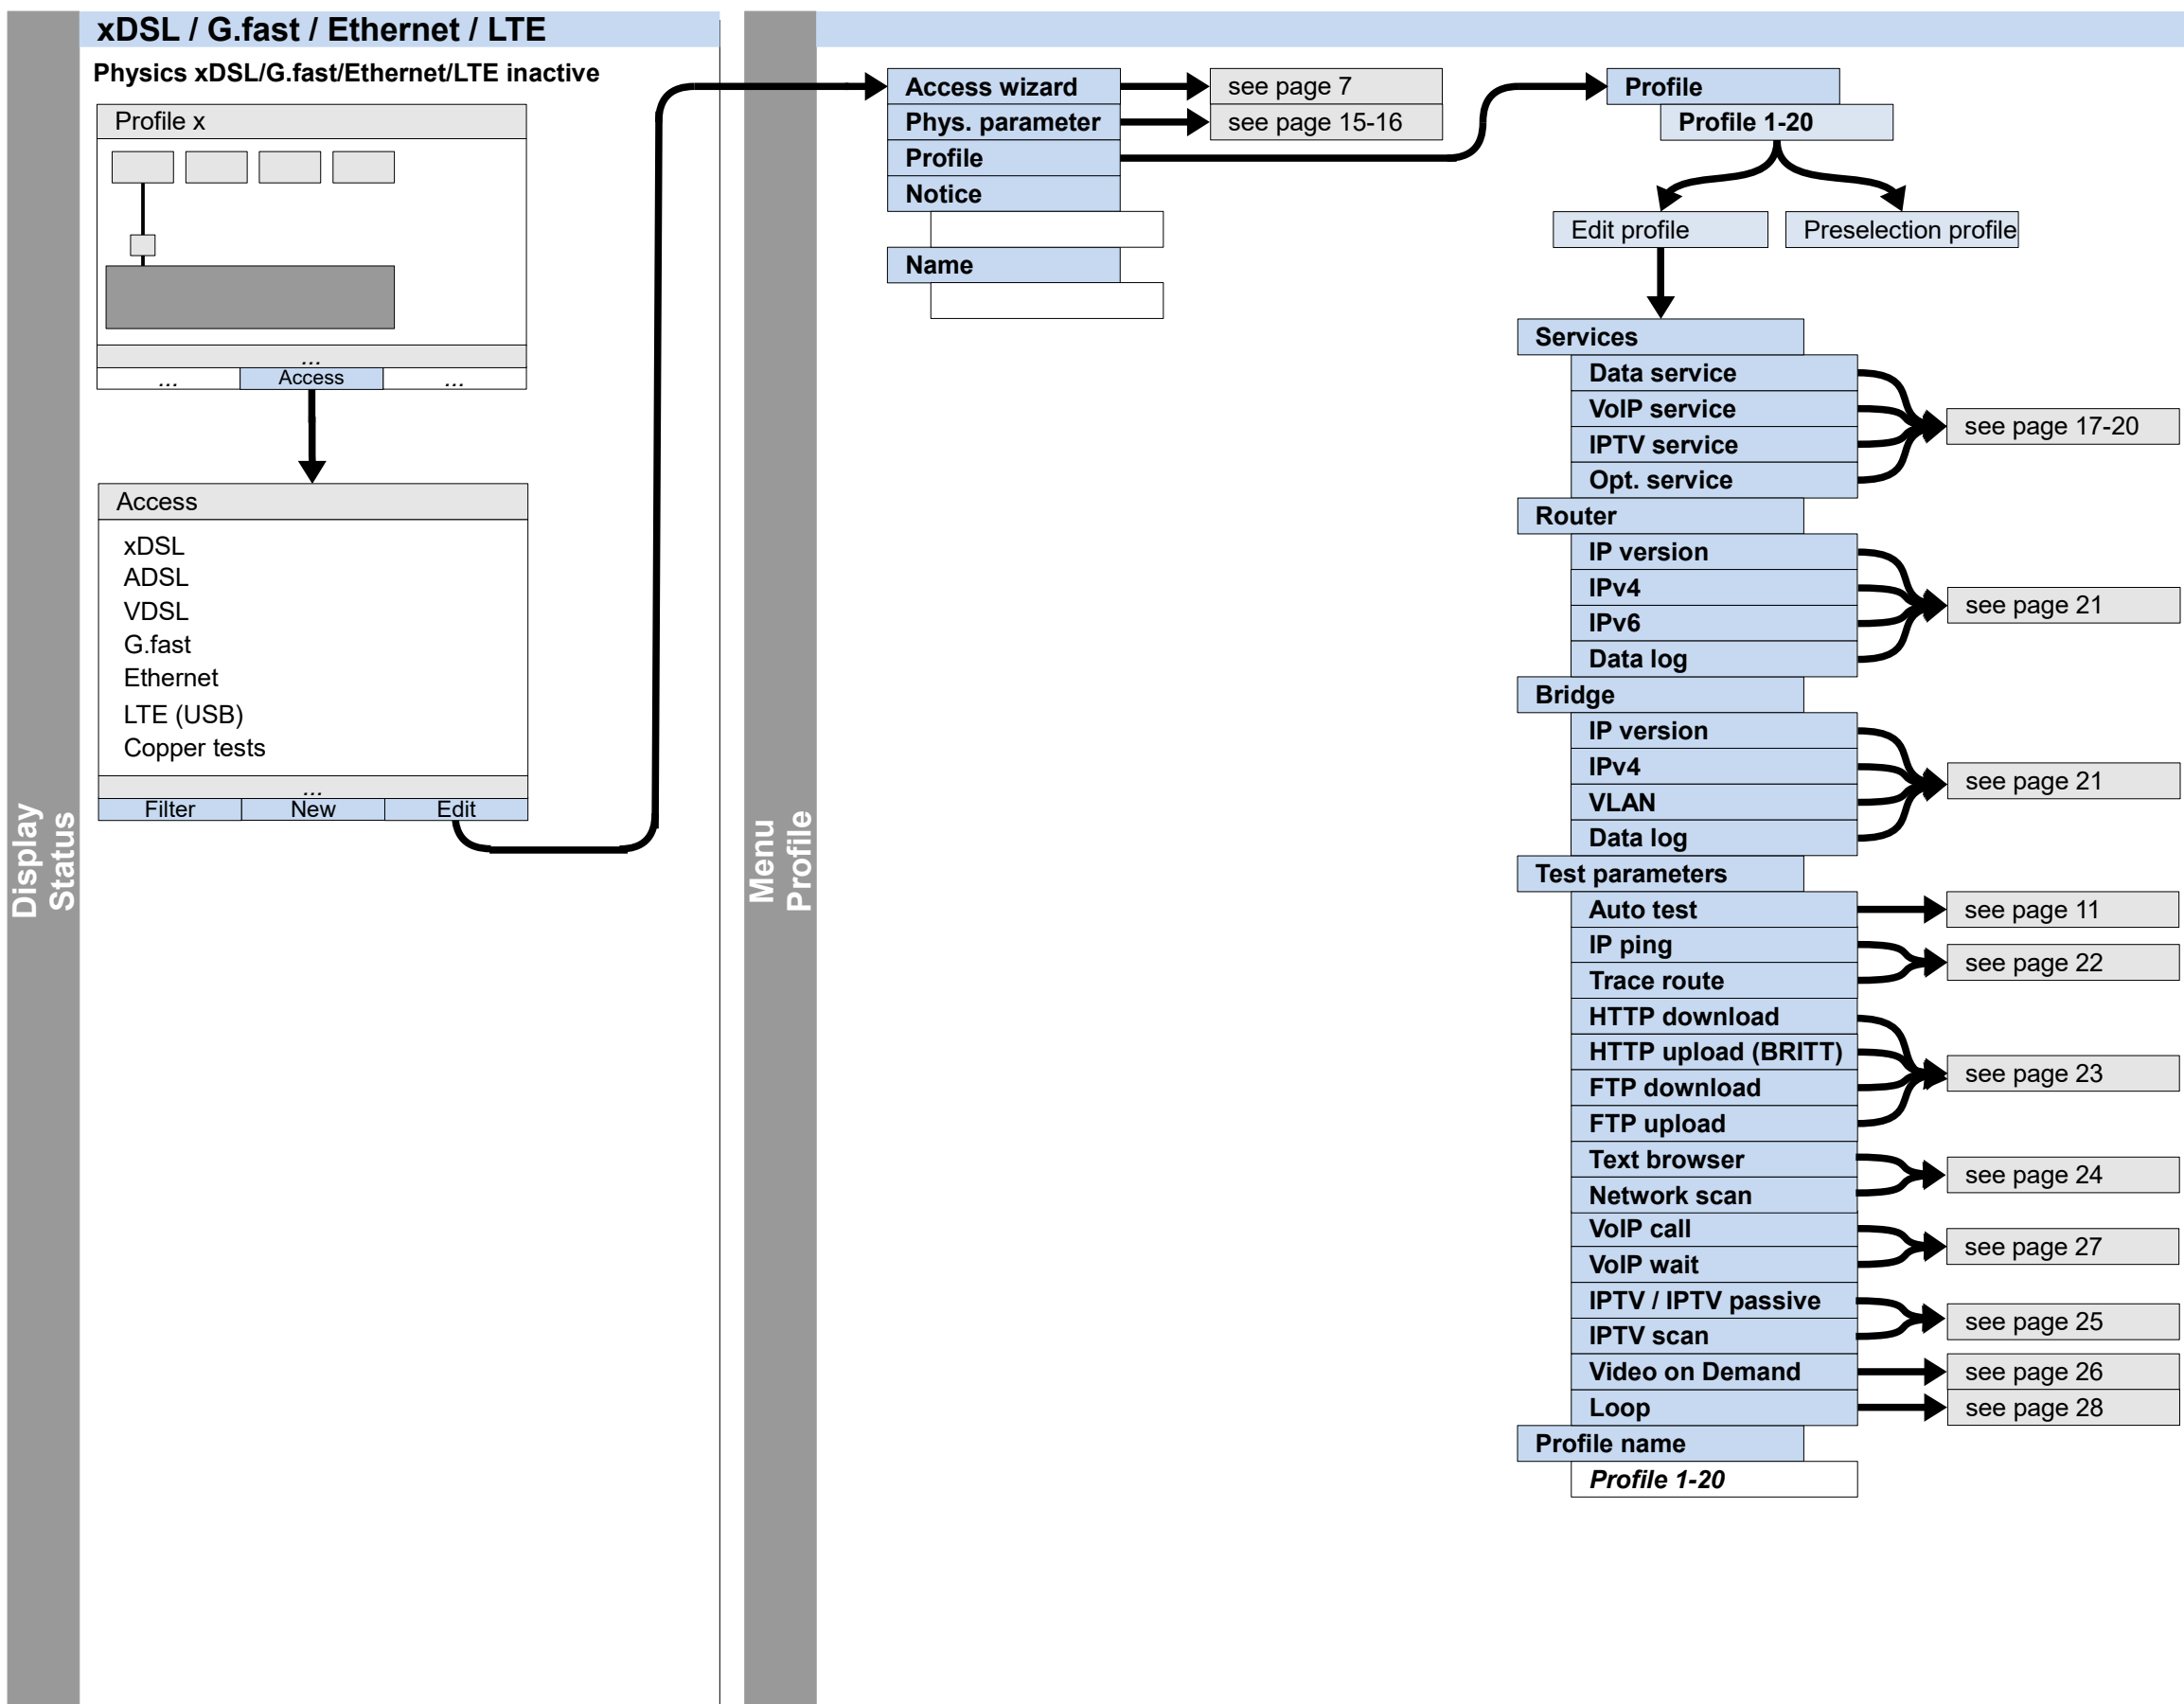 xDSL / G.fast / Ethernet / LTE
Physics xDSL/G.fast/Ethernet/LTE inactive
Profile x
...
...
Access
...
Access
xDSL
ADSL
VDSL
G.fast
Ethernet
LTE (USB)
Copper tests
...
Filter
New
Edit
Display
Status
Menu
Profile
Access wizard
see page 7
Phys. parameter
see page 15-16
Profile
Notice
Name
Profile
Profile 1-20
Edit profile
Preselection profile
Services
Data service
VoIP service
IPTV service
Opt. service
see page 17-20
Router
IP version
IPv4
IPv6
Data log
see page 21
Bridge
IP version
IPv4
VLAN
Data log
see page 21
Test parameters
Auto test
see page 11
IP ping
Trace route
see page 22
HTTP download
HTTP upload (BRITT)
FTP download
FTP upload
see page 23
Text browser
Network scan
see page 24
VoIP call
VoIP wait
see page 27
IPTV / IPTV passive
IPTV scan
see page 25
Video on Demand
see page 26
Loop
see page 28
Profile name
Profile 1-20